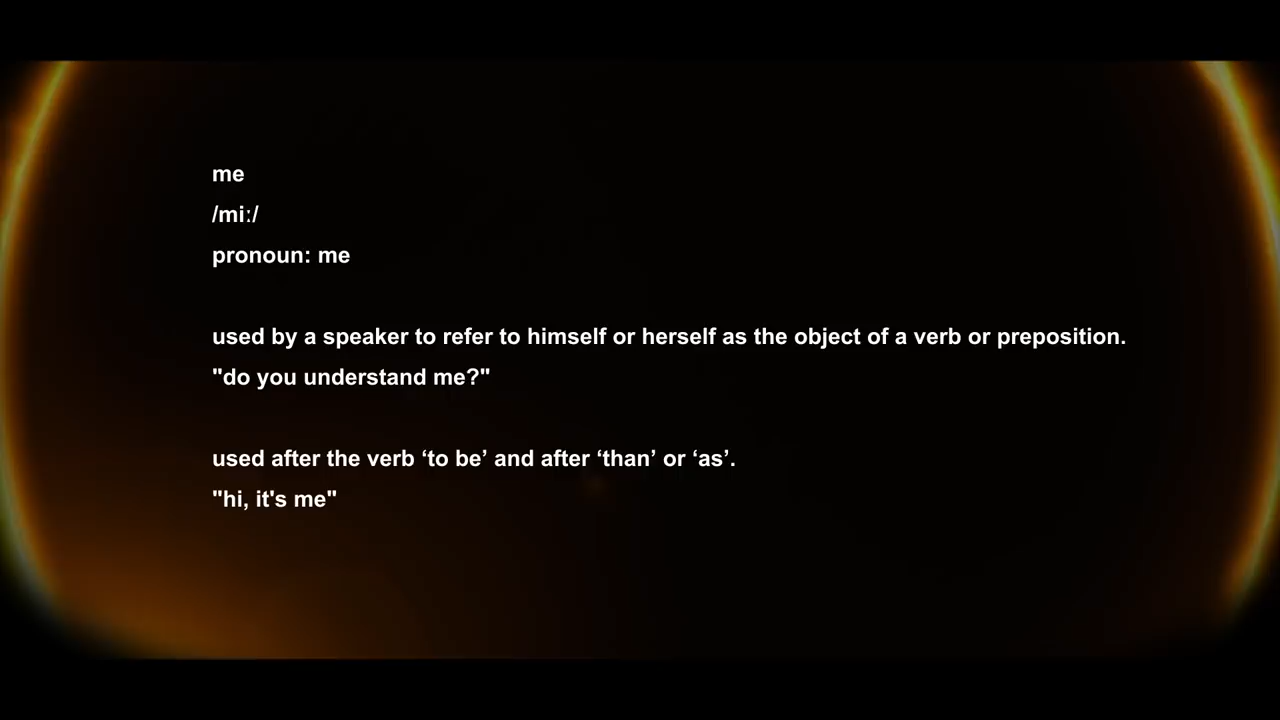 me
/miː/
pronoun: me
used by a speaker to refer to himself or herself as the object of a verb or preposition.
"do you understand me?"
used after the verb ‘to be’ and after ‘than’ or ‘as’.
"hi, it's me"